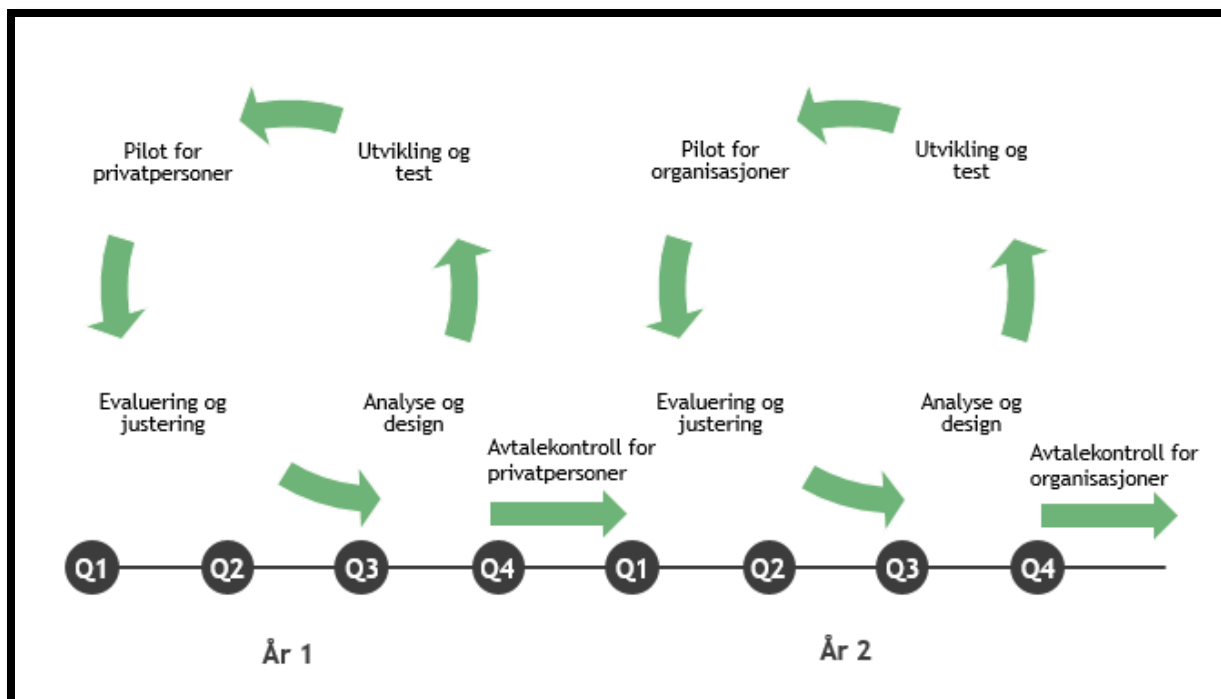 Pilot for
privatpersoner
Utvikling og
test
Evaluering og
justering
Analyse og
design
Avtalekontroll for
privatpersoner
Pilot for
organisasjoner
Utvikling og
test
Evaluering og
justering
Analyse og
design
Avtalekontroll for
organisasjoner
Q1 Q2 Q3 Q4 Q1 Q2 Q3 Q4
År 1 År 2